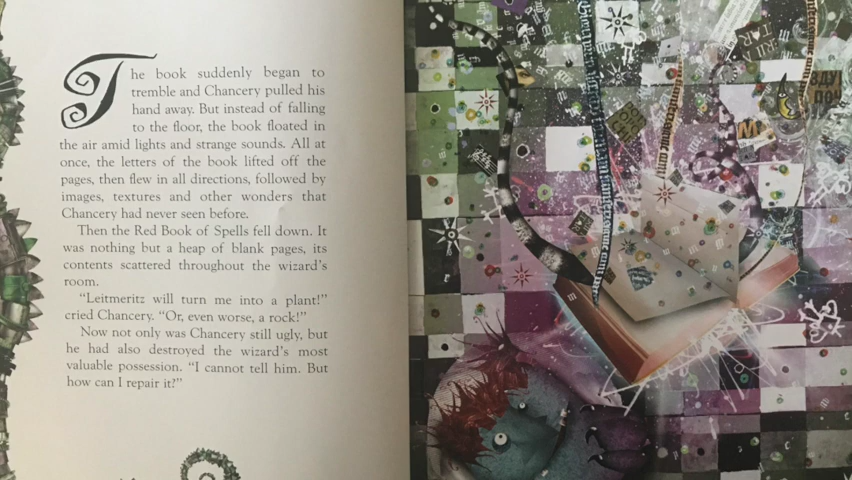 The book suddenly began to
tremble and Chancery pulled his
hand away. But instead of falling
to the floor, the book floated in
the air amid lights and strange sounds. All at
once, the letters of the book lifted off the
pages, then flew in all directions, followed by
images, textures and other wonders that
Chancery had never seen before.
Then the Red Book of Spells fell down. It
was nothing but a heap of blank pages, its
contents scattered throughout the wizard's
room.
"Leitmeritz will turn me into a plant!"
cried Chancery. "Or, even worse, a rock!"
Now not only was Chancery still ugly, but
he had also destroyed the wizard's most
valuable possession. "I cannot tell him. But
how can I repair it?"